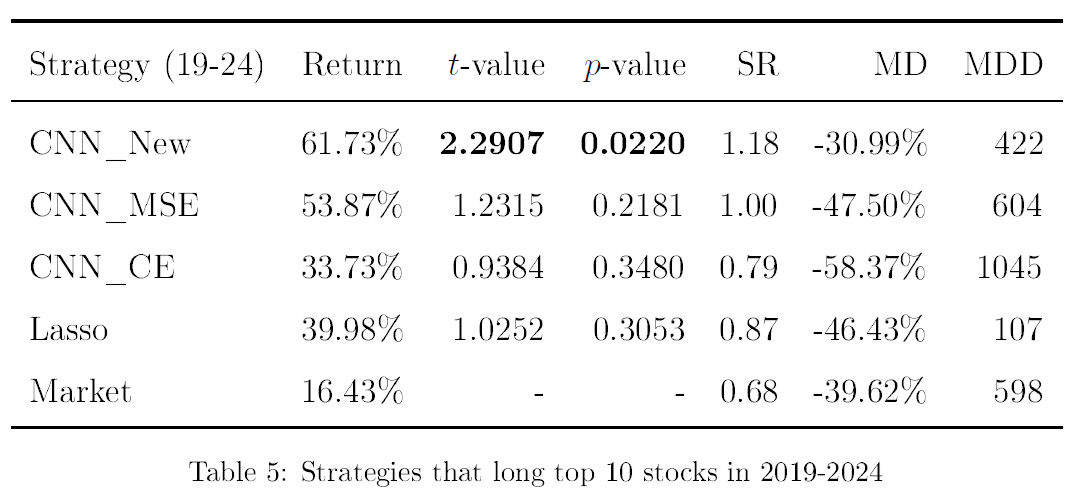 Strategy (19-24) Return t-value p-value SR MD MDD
CNN_New 61.73% 2.2907 0.0220 1.18 -30.99% 422
CNN_MSE 53.87% 1.2315 0.2181 1.00 -47.50% 604
CNN_CE 33.73% 0.9384 0.3480 0.79 -58.37% 1045
Lasso 39.98% 1.0252 0.3053 0.87 -46.43% 107
Market 16.43% - - 0.68 -39.62% 598
Table 5: Strategies that long top 10 stocks in 2019-2024